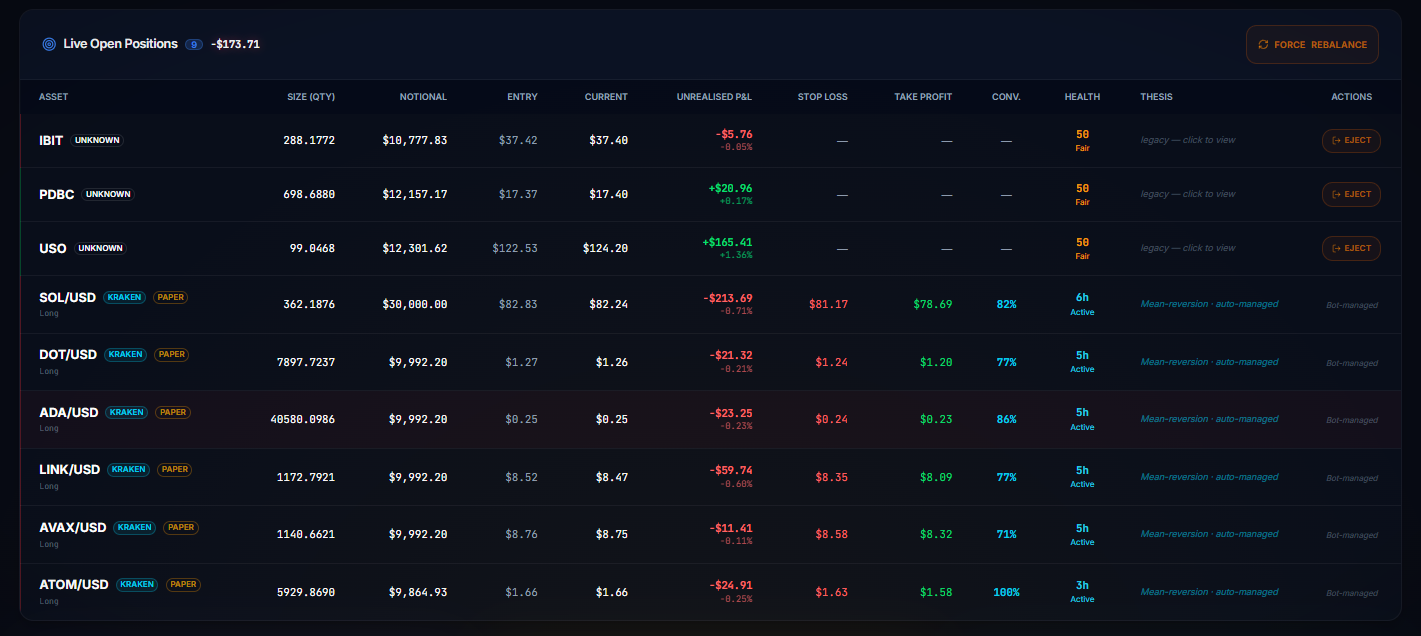 Live Open Positions 9 -$173.71
FORCE REBALANCE
ASSET SIZE (QTY) NOTIONAL ENTRY CURRENT UNREALISED P&L STOP LOSS TAKE PROFIT CONV. HEALTH THESIS ACTIONS
IBIT UNKNOWN 288.1772 $10,777.83 $37.42 $37.40 -$5.76 — — — 50 legacy — click to view EJECT
-0.05% Fair
PDBC UNKNOWN 698.6880 $12,157.17 $17.37 $17.40 +$20.96 — — — 50 legacy — click to view EJECT
+0.17% Fair
USO UNKNOWN 99.0468 $12,301.62 $122.53 $124.20 +$165.41 — — — 50 legacy — click to view EJECT
+1.36% Fair
SOL/USD KRAKEN PAPER 362.1876 $30,000.00 $82.83 $82.24 -$213.69 $81.17 $78.69 82% 6h Mean-reversion · auto-managed Bot-managed
Long -0.71% Active
DOT/USD KRAKEN PAPER 7897.7237 $9,992.20 $1.27 $1.26 -$21.32 $1.24 $1.20 77% 5h Mean-reversion · auto-managed Bot-managed
Long -0.21% Active
ADA/USD KRAKEN PAPER 40580.0986 $9,992.20 $0.25 $0.25 -$23.25 $0.24 $0.23 86% 5h Mean-reversion · auto-managed Bot-managed
Long -0.23% Active
LINK/USD KRAKEN PAPER 1172.7921 $9,992.20 $8.52 $8.47 -$59.74 $8.35 $8.09 77% 5h Mean-reversion · auto-managed Bot-managed
Long -0.60% Active
AVAX/USD KRAKEN PAPER 1140.6621 $9,992.20 $8.76 $8.75 -$11.41 $8.58 $8.32 71% 5h Mean-reversion · auto-managed Bot-managed
Long -0.11% Active
ATOM/USD KRAKEN PAPER 5929.8690 $9,864.93 $1.66 $1.66 -$24.91 $1.63 $1.58 100% 3h Mean-reversion · auto-managed Bot-managed
Long -0.25% Active